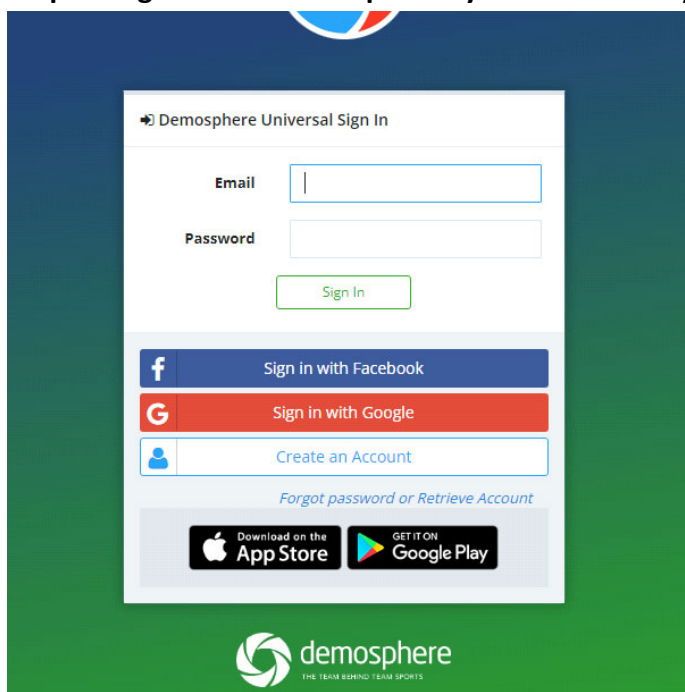 Demosphere Universal Sign In
Email
Password
Sign In
f Sign in with Facebook
G Sign in with Google
Create an Account
Forgot password or Retrieve Account
Download on the
App Store
GET IT ON
Google Play
demosphere
THE TEAM BEHIND TEAM SPORTS